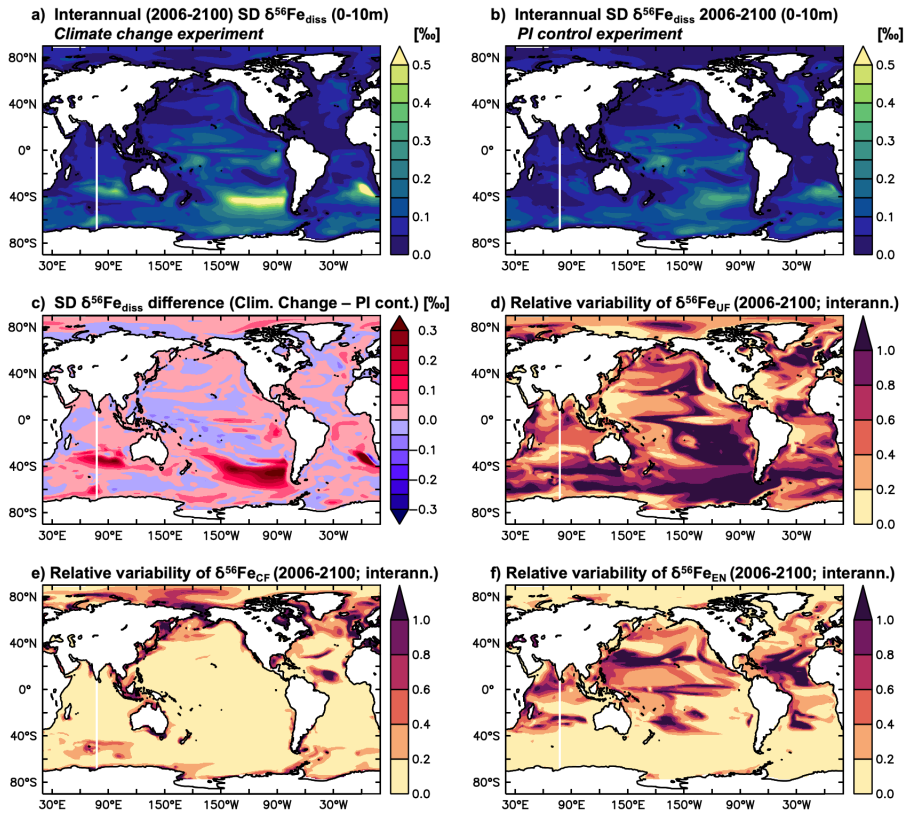 a) Interannual (2006-2100) SD δ⁵⁶Fe_diss (0-10m)
Climate change experiment [‰]
80°N
40°N
0°
40°S
80°S
30°E 90°E 150°E 150°W 90°W 30°W
0.5
0.4
0.3
0.2
0.1
0.0
b) Interannual SD δ⁵⁶Fe_diss 2006-2100 (0-10m)
PI control experiment [‰]
80°N
40°N
0°
40°S
80°S
30°E 90°E 150°E 150°W 90°W 30°W
0.5
0.4
0.3
0.2
0.1
0.0
c) SD δ⁵⁶Fe_diss difference (Clim. Change – PI cont.) [‰]
80°N
40°N
0°
40°S
80°S
30°E 90°E 150°E 150°W 90°W 30°W
0.3
0.2
0.1
0.0
−0.1
−0.2
−0.3
d) Relative variability of δ⁵⁶Fe_UF (2006-2100; interann.)
80°N
40°N
0°
40°S
80°S
30°E 90°E 150°E 150°W 90°W 30°W
1.0
0.8
0.6
0.4
0.2
0.0
e) Relative variability of δ⁵⁶Fe_CF (2006-2100; interann.)
80°N
40°N
0°
40°S
80°S
30°E 90°E 150°E 150°W 90°W 30°W
1.0
0.8
0.6
0.4
0.2
0.0
f) Relative variability of δ⁵⁶Fe_EN (2006-2100; interann.)
80°N
40°N
0°
40°S
80°S
30°E 90°E 150°E 150°W 90°W 30°W
1.0
0.8
0.6
0.4
0.2
0.0